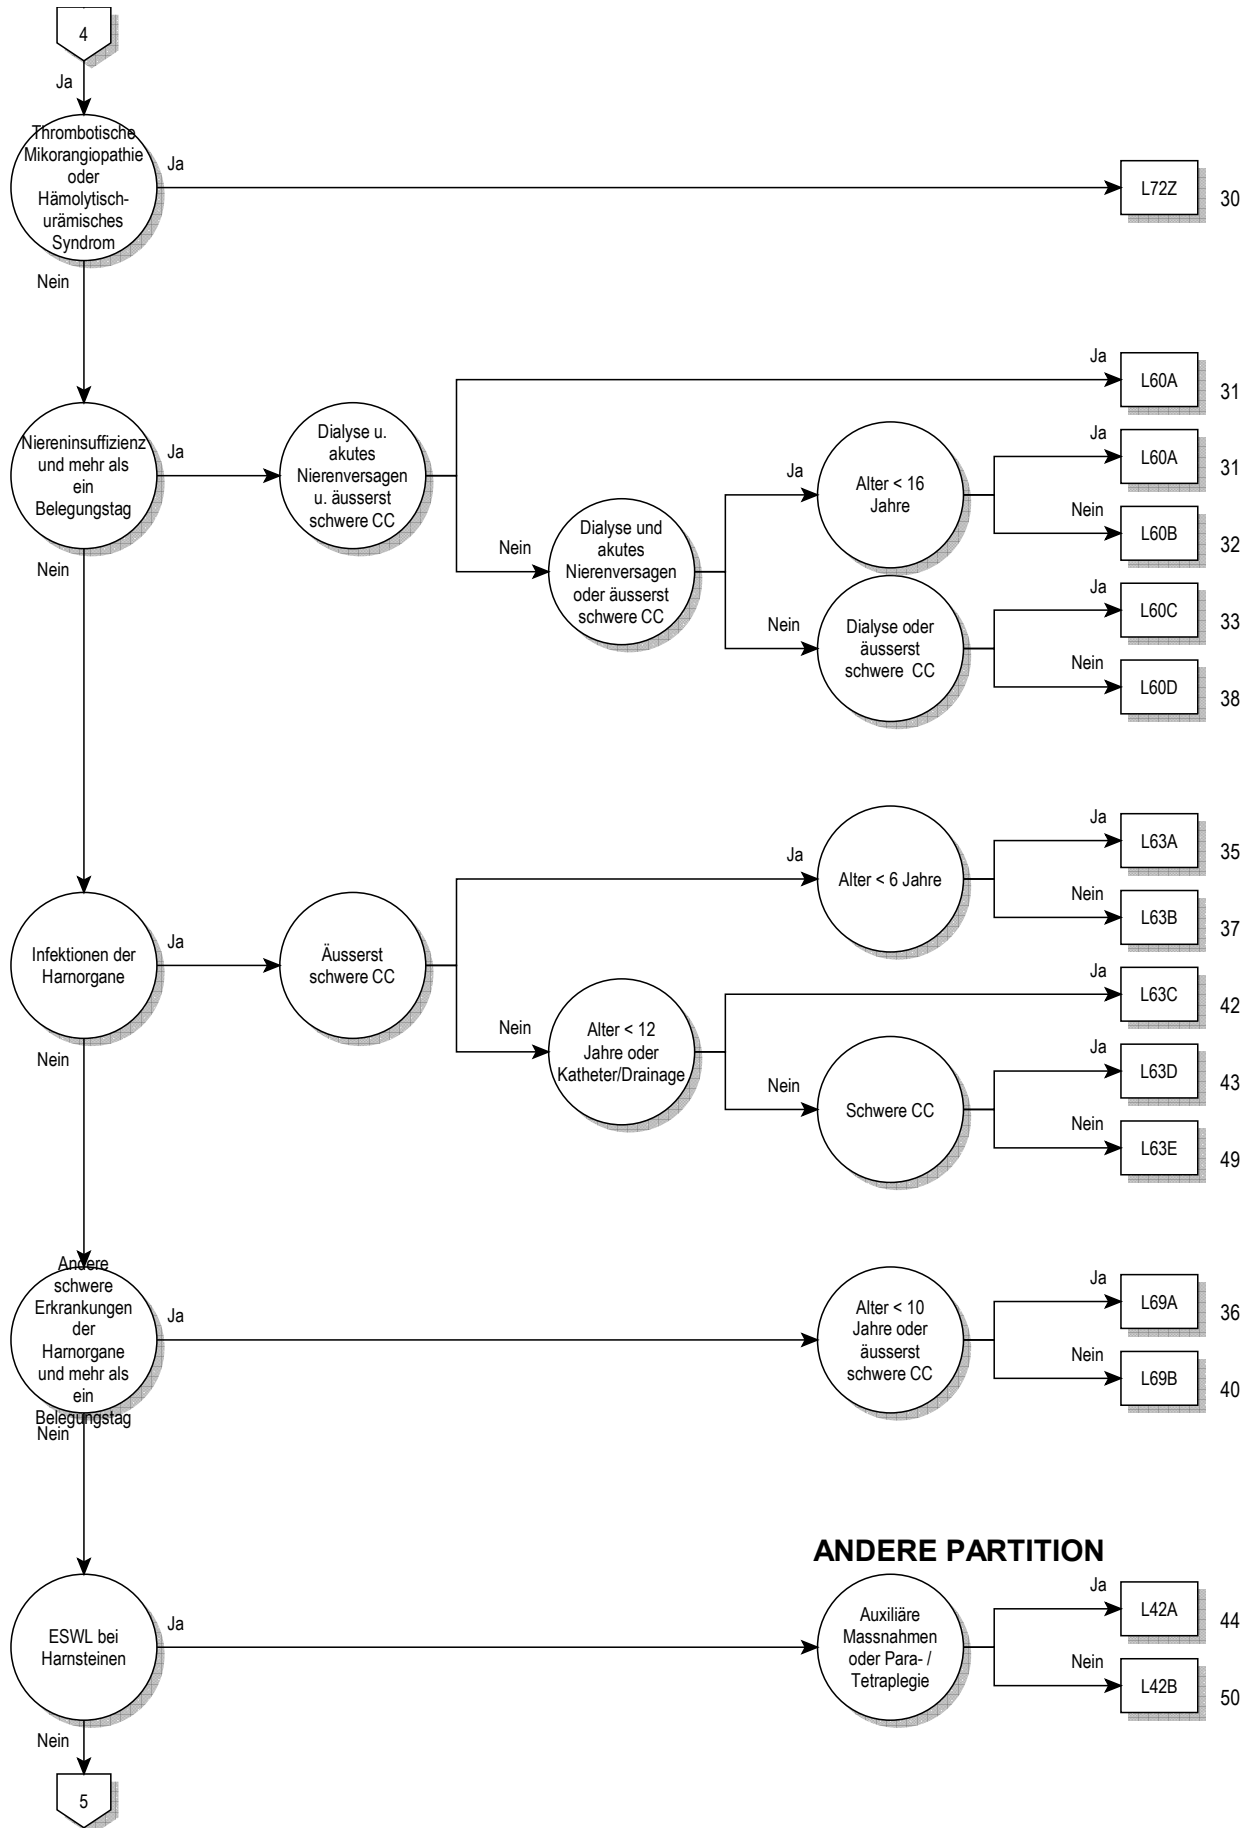 4
Ja
Thrombotische
Mikorangiopathie
oder
Hämolytisch-
urämisches
Syndrom
Ja
L72Z
30
Nein
Niereninsuffizienz
und mehr als
ein
Belegungstag
Ja
Dialyse u.
akutes
Nierenversagen
u. äusserst
schwere CC
Ja
L60A
31
Nein
Dialyse und
akutes
Nierenversagen
oder äusserst
schwere CC
Ja
Alter < 16
Jahre
Ja
L60A
31
Nein
L60B
32
Nein
Dialyse oder
äusserst
schwere CC
Ja
L60C
33
Nein
L60D
38
Nein
Infektionen der
Harnorgane
Ja
Äusserst
schwere CC
Ja
Alter < 6 Jahre
Ja
L63A
35
Nein
L63B
37
Nein
Alter < 12
Jahre oder
Katheter/Drainage
Ja
L63C
42
Nein
Schwere CC
Ja
L63D
43
Nein
L63E
49
Nein
Andere
schwere
Erkrankungen
der
Harnorgane
und mehr als
ein
Belegungstag
Ja
Alter < 10
Jahre oder
äusserst
schwere CC
Ja
L69A
36
Nein
L69B
40
Nein
ANDERE PARTITION
ESWL bei
Harnsteinen
Ja
Auxiliäre
Massnahmen
oder Para- /
Tetraplegie
Ja
L42A
44
Nein
L42B
50
Nein
5